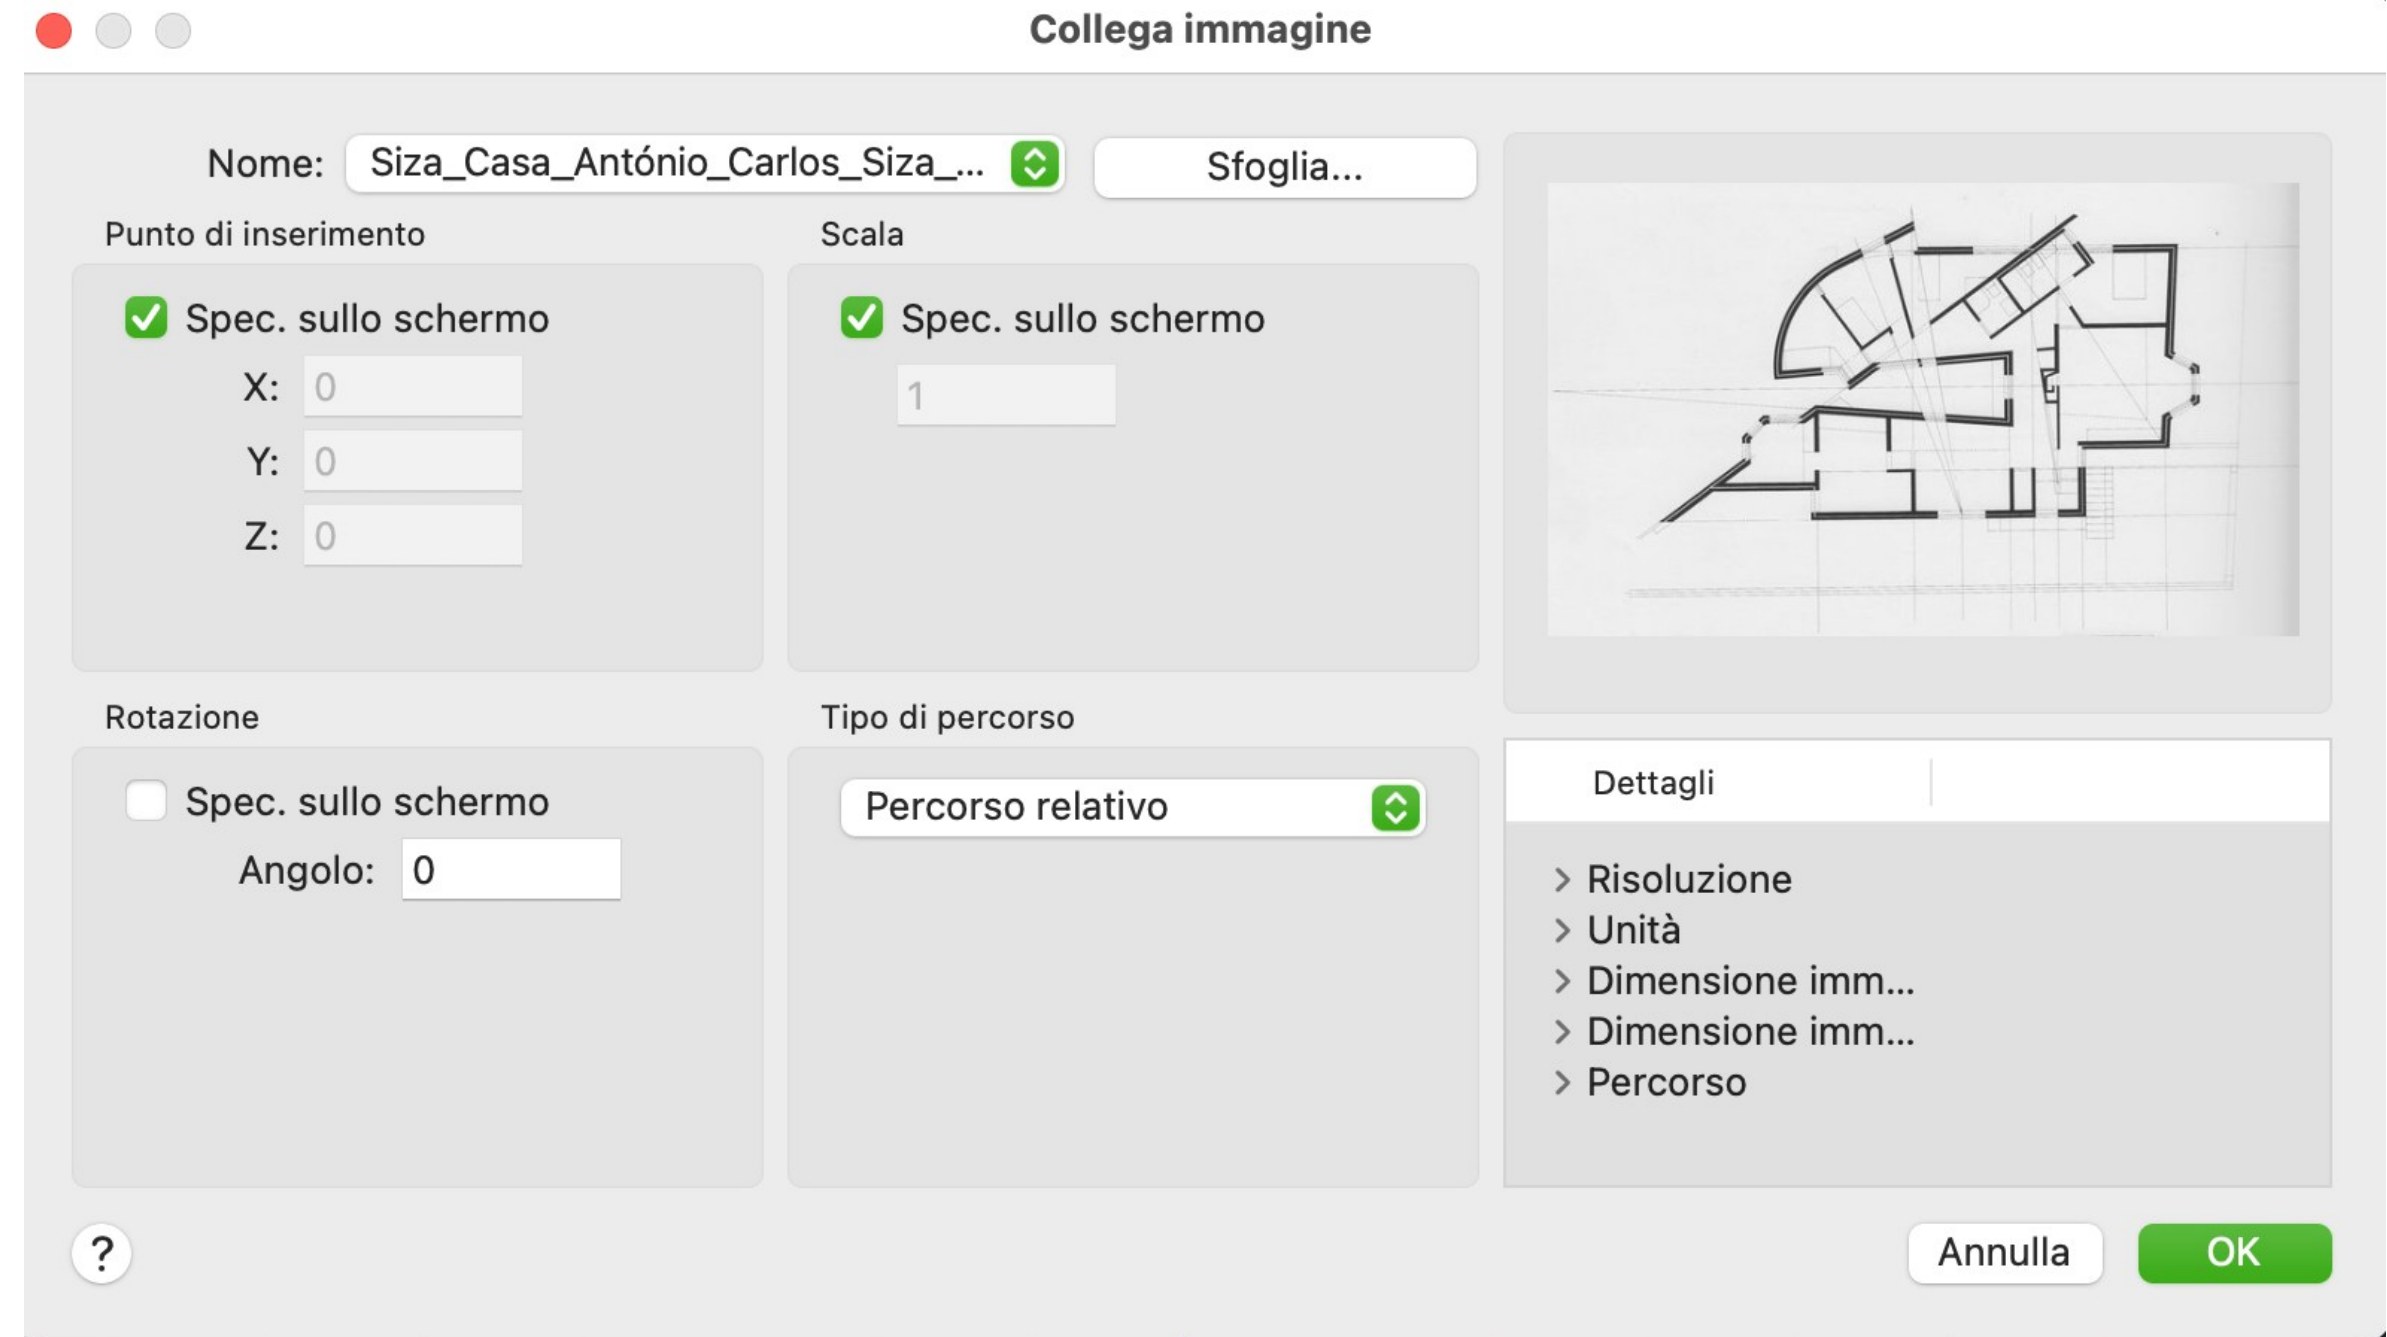 Collega immagine
Nome: Siza_Casa_António_Carlos_Siza_... Sfoglia...
Punto di inserimento
Spec. sullo schermo
X: 0
Y: 0
Z: 0
Scala
Spec. sullo schermo
1
Rotazione
Spec. sullo schermo
Angolo: 0
Tipo di percorso
Percorso relativo
Dettagli
Risoluzione
Unità
Dimensione imm...
Dimensione imm...
Percorso
?
Annulla
OK